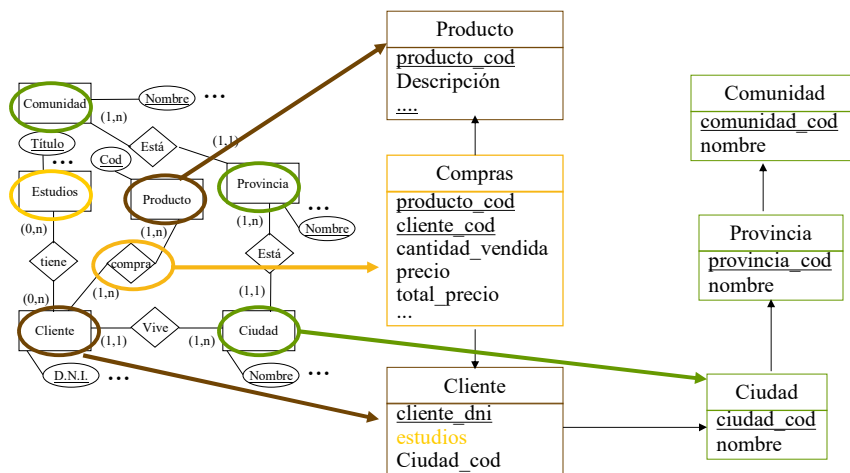 Comunidad
Nombre
...
(1,n)
Título
...
Está
(1,1)
Cod
Estudios
Producto
Provincia
...
Nombre
(0,n)
(1,n)
(1,n)
tiene
compra
Está
(1,n)
(0,n)
(1,1)
Cliente
Vive
Ciudad
(1,1)
(1,n)
D.N.I.
...
Nombre
...
Producto
producto_cod
Descripción
....
Compras
producto_cod
cliente_cod
cantidad_vendida
precio
total_precio
...
Cliente
cliente_dni
estudios
Ciudad_cod
Comunidad
comunidad_cod
nombre
Provincia
provincia_cod
nombre
Ciudad
ciudad_cod
nombre